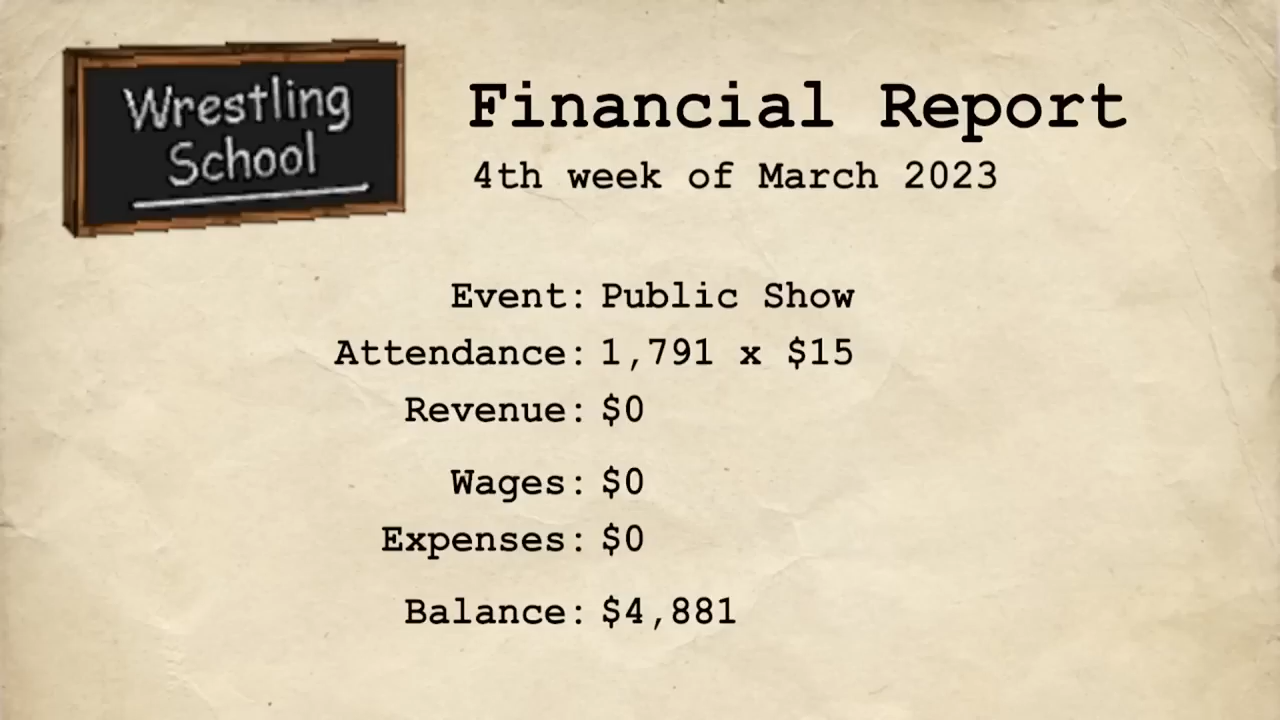 Wrestling
School
Financial Report
4th week of March 2023
Event: Public Show
Attendance: 1,791 x $15
Revenue: $0
Wages: $0
Expenses: $0
Balance: $4,881